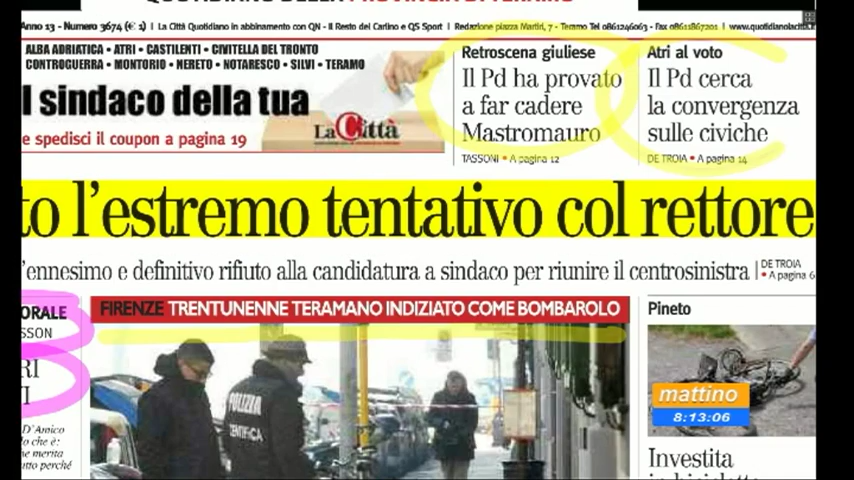 Anno 13 - Numero 3674 (€ 1) | La Città Quotidiano in abbinamento con QN - Il Resto del Carlino e QS Sport | Redazione piazza Martiri, 7 - Teramo Tel. 0861246063 - Fax 0861867201 | www.quotidianolacitta
ALBA ADRIATICA • ATRI • CASTILENTI • CIVITELLA DEL TRONTO
CONTROGUERRA • MONTORIO • NERETO • NOTARESCO • SILVI • TERAMO
l sindaco della tua
e spedisci il coupon a pagina 19
La Città
Retroscena giuliese
Il Pd ha provato
a far cadere
Mastromauro
TASSONI • A pagina 12
Atri al voto
Il Pd cerca
la convergenza
sulle civiche
DE TROIA • A pagina 14
to l'estremo tentativo col rettore
'ennesimo e definitivo rifiuto alla candidatura a sindaco per riunire il centrosinistra
DE TROIA
• A pagina 6
ORALE
SSON
RI
I
D'Amico
lo che è:
ne merita
utto perché
FIRENZE TRENTUNENNE TERAMANO INDIZIATO COME BOMBAROLO
POLIZIA
SCIENTIFICA
Pineto
mattino
8:13:06
Investita